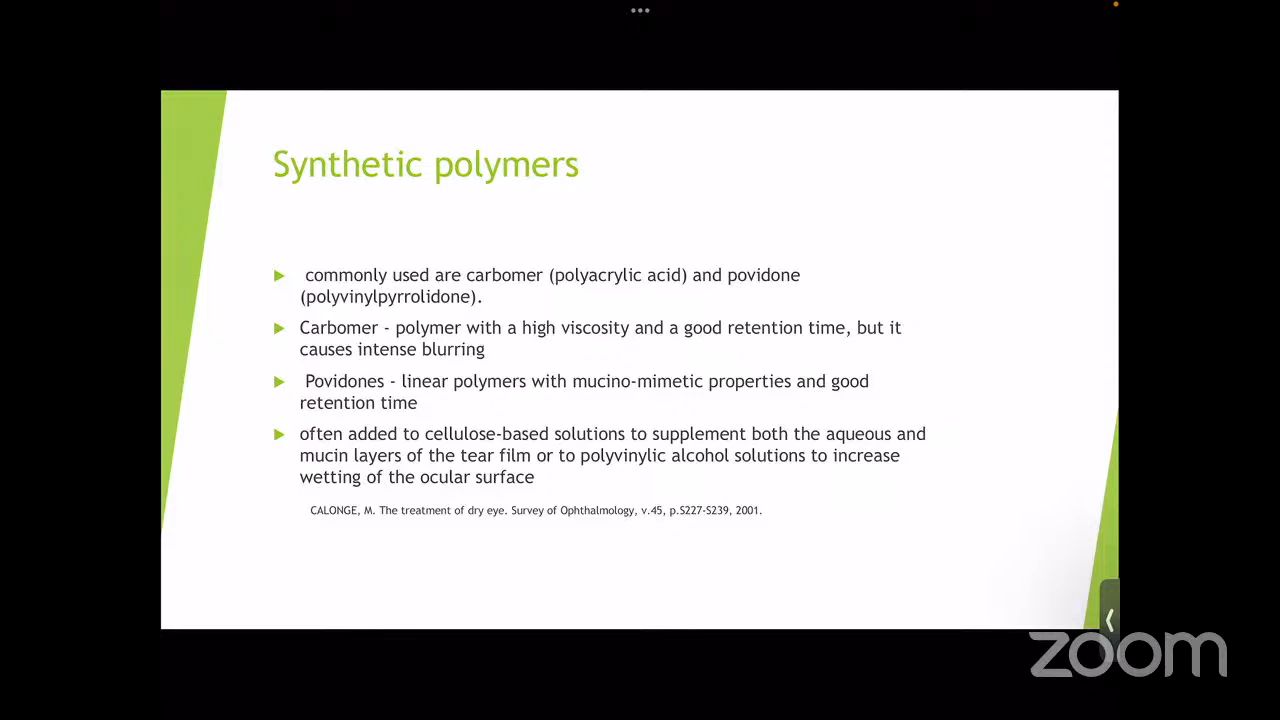 Synthetic polymers
commonly used are carbomer (polyacrylic acid) and povidone
(polyvinylpyrrolidone).
Carbomer - polymer with a high viscosity and a good retention time, but it
causes intense blurring
Povidones - linear polymers with mucino-mimetic properties and good
retention time
often added to cellulose-based solutions to supplement both the aqueous and
mucin layers of the tear film or to polyvinylic alcohol solutions to increase
wetting of the ocular surface
CALONGE, M. The treatment of dry eye. Survey of Ophthalmology, v.45, p.S227-S239, 2001.
zoom